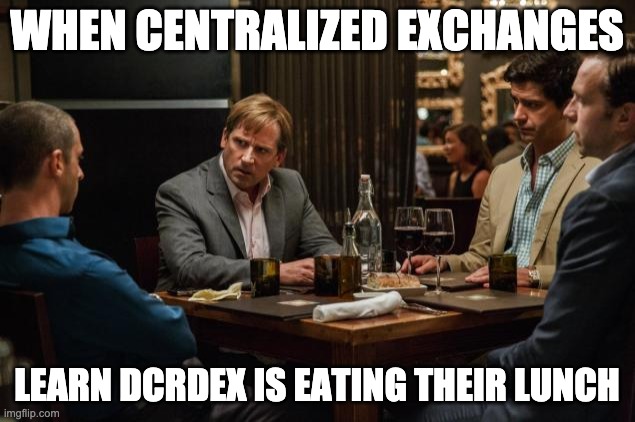 WHEN CENTRALIZED EXCHANGES
LEARN DCRDEX IS EATING THEIR LUNCH
imgflip.com